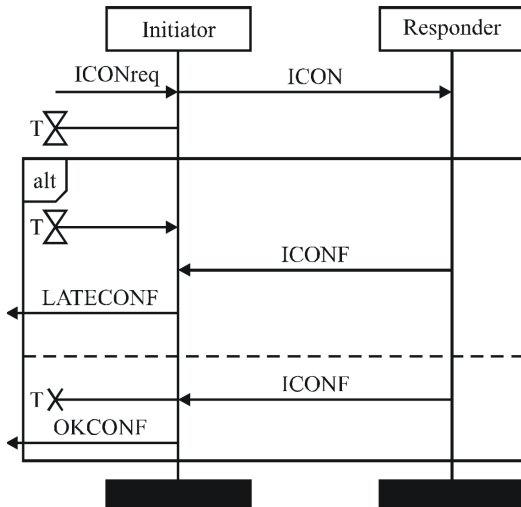 Initiator
Responder
ICONreq
ICON
T
alt
T
ICONF
LATECONF
T
ICONF
OKCONF